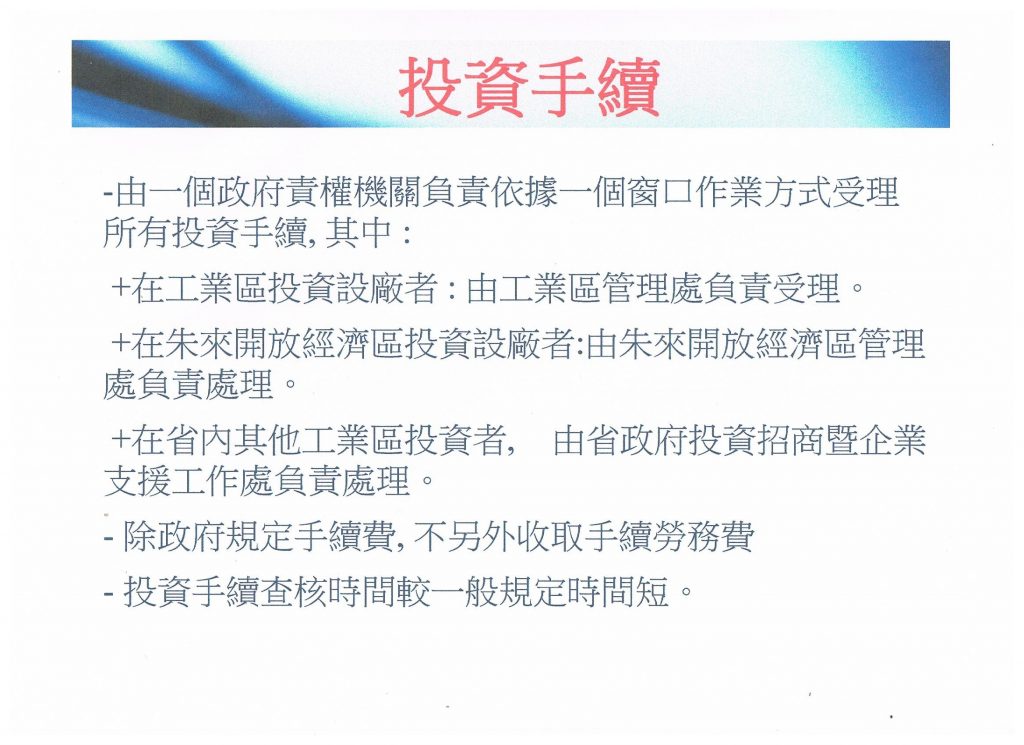 投資手續
-由一個政府責權機關負責依據一個窗口作業方式受理
所有投資手續, 其中 :
+在工業區投資設廠者 : 由工業區管理處負責受理。
+在朱來開放經濟區投資設廠者:由朱來開放經濟區管理
處負責處理。
+在省內其他工業區投資者, 由省政府投資招商暨企業
支援工作處負責處理。
- 除政府規定手續費, 不另外收取手續勞務費
- 投資手續查核時間較一般規定時間短。